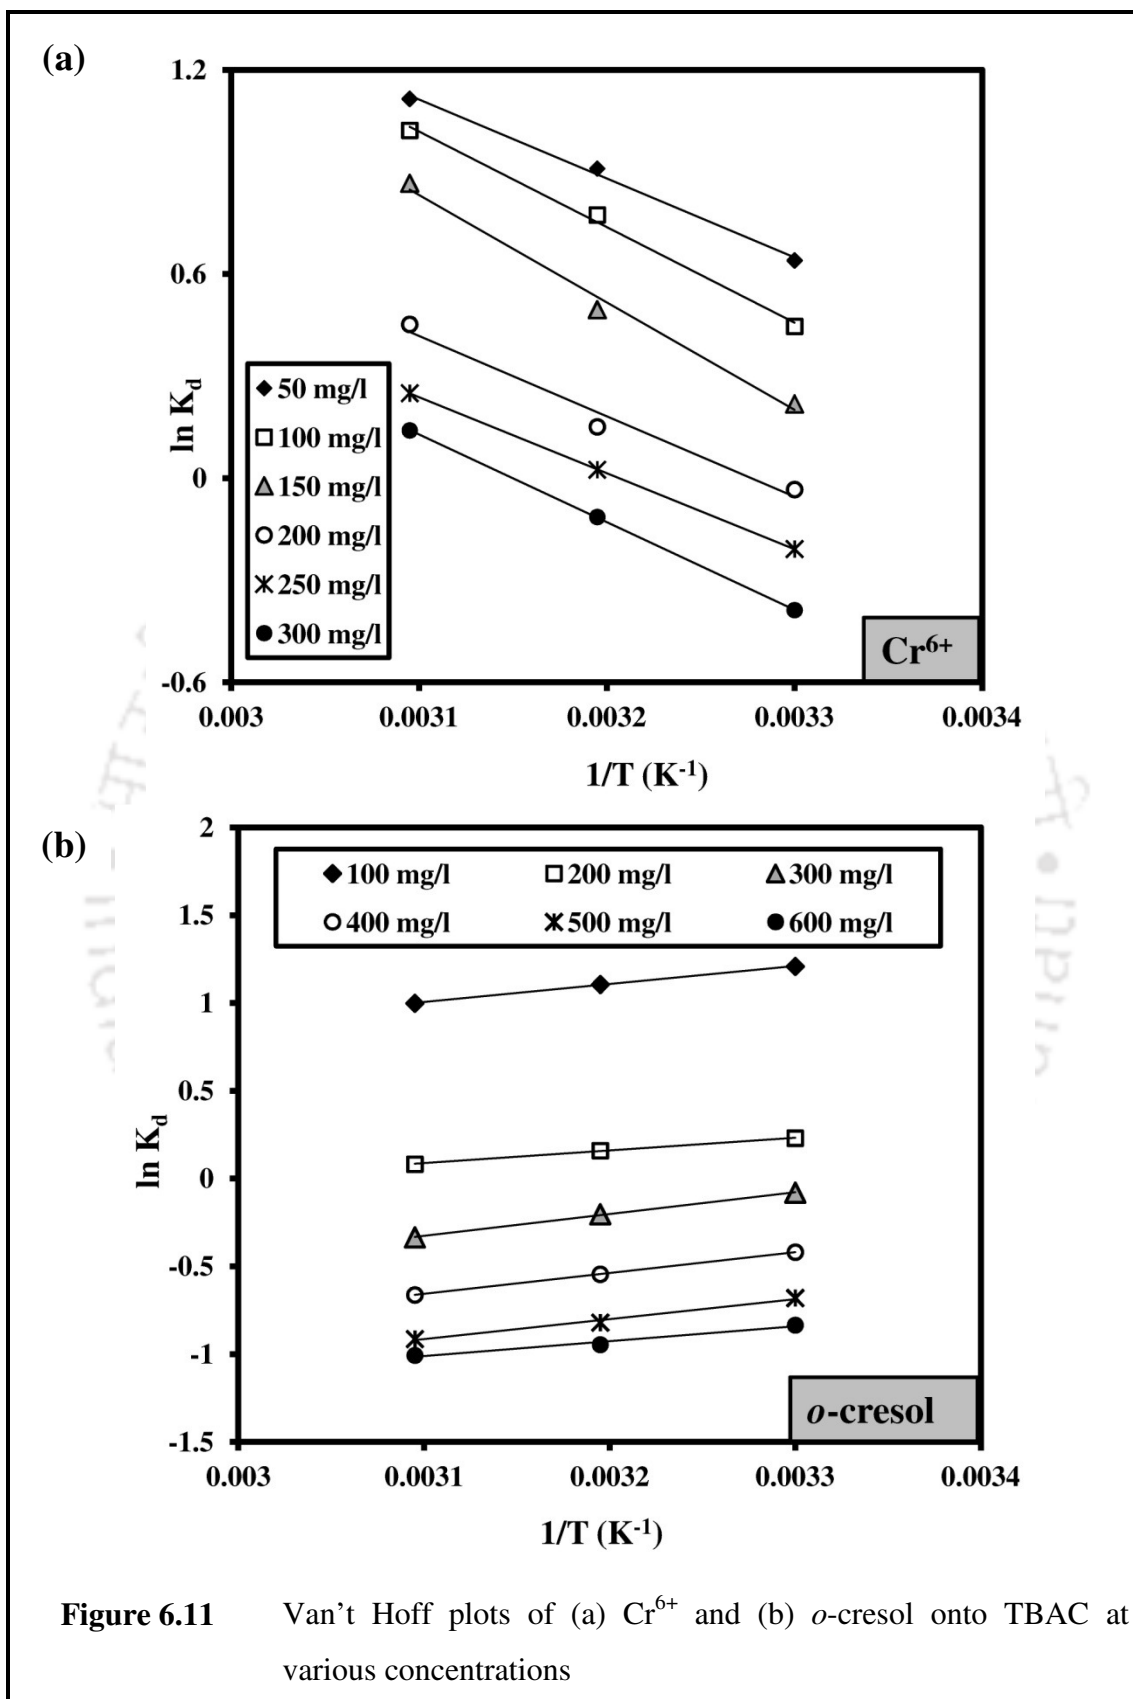 (a)
1.2
0.6
0
-0.6
ln K_d
50 mg/l
100 mg/l
150 mg/l
200 mg/l
250 mg/l
300 mg/l
Cr⁶⁺
0.003 0.0031 0.0032 0.0033 0.0034
1/T (K⁻¹)
(b)
2
1.5
1
0.5
0
-0.5
-1
-1.5
ln K_d
100 mg/l 200 mg/l 300 mg/l
400 mg/l 500 mg/l 600 mg/l
o-cresol
0.003 0.0031 0.0032 0.0033 0.0034
1/T (K⁻¹)
Figure 6.11 Van't Hoff plots of (a) Cr⁶⁺ and (b) o-cresol onto TBAC at
various concentrations